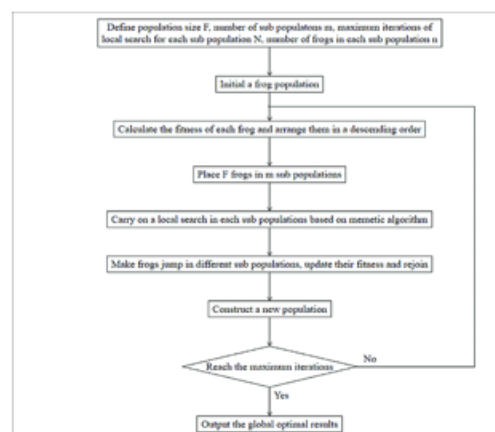 Define population size F, number of sub populatons m, maximum iterations of
local search for each sub population N, number of frogs in each sub population n
Initial a frog population
Calculate the fitness of each frog and arrange them in a descending order
Place F frogs in m sub populations
Carry on a local search in each sub populations based on memetic algorithm
Make frogs jump in different sub populations, update their fitness and rejoin
Construct a new population
Reach the maximum iterations
No
Yes
Output the global optimal results